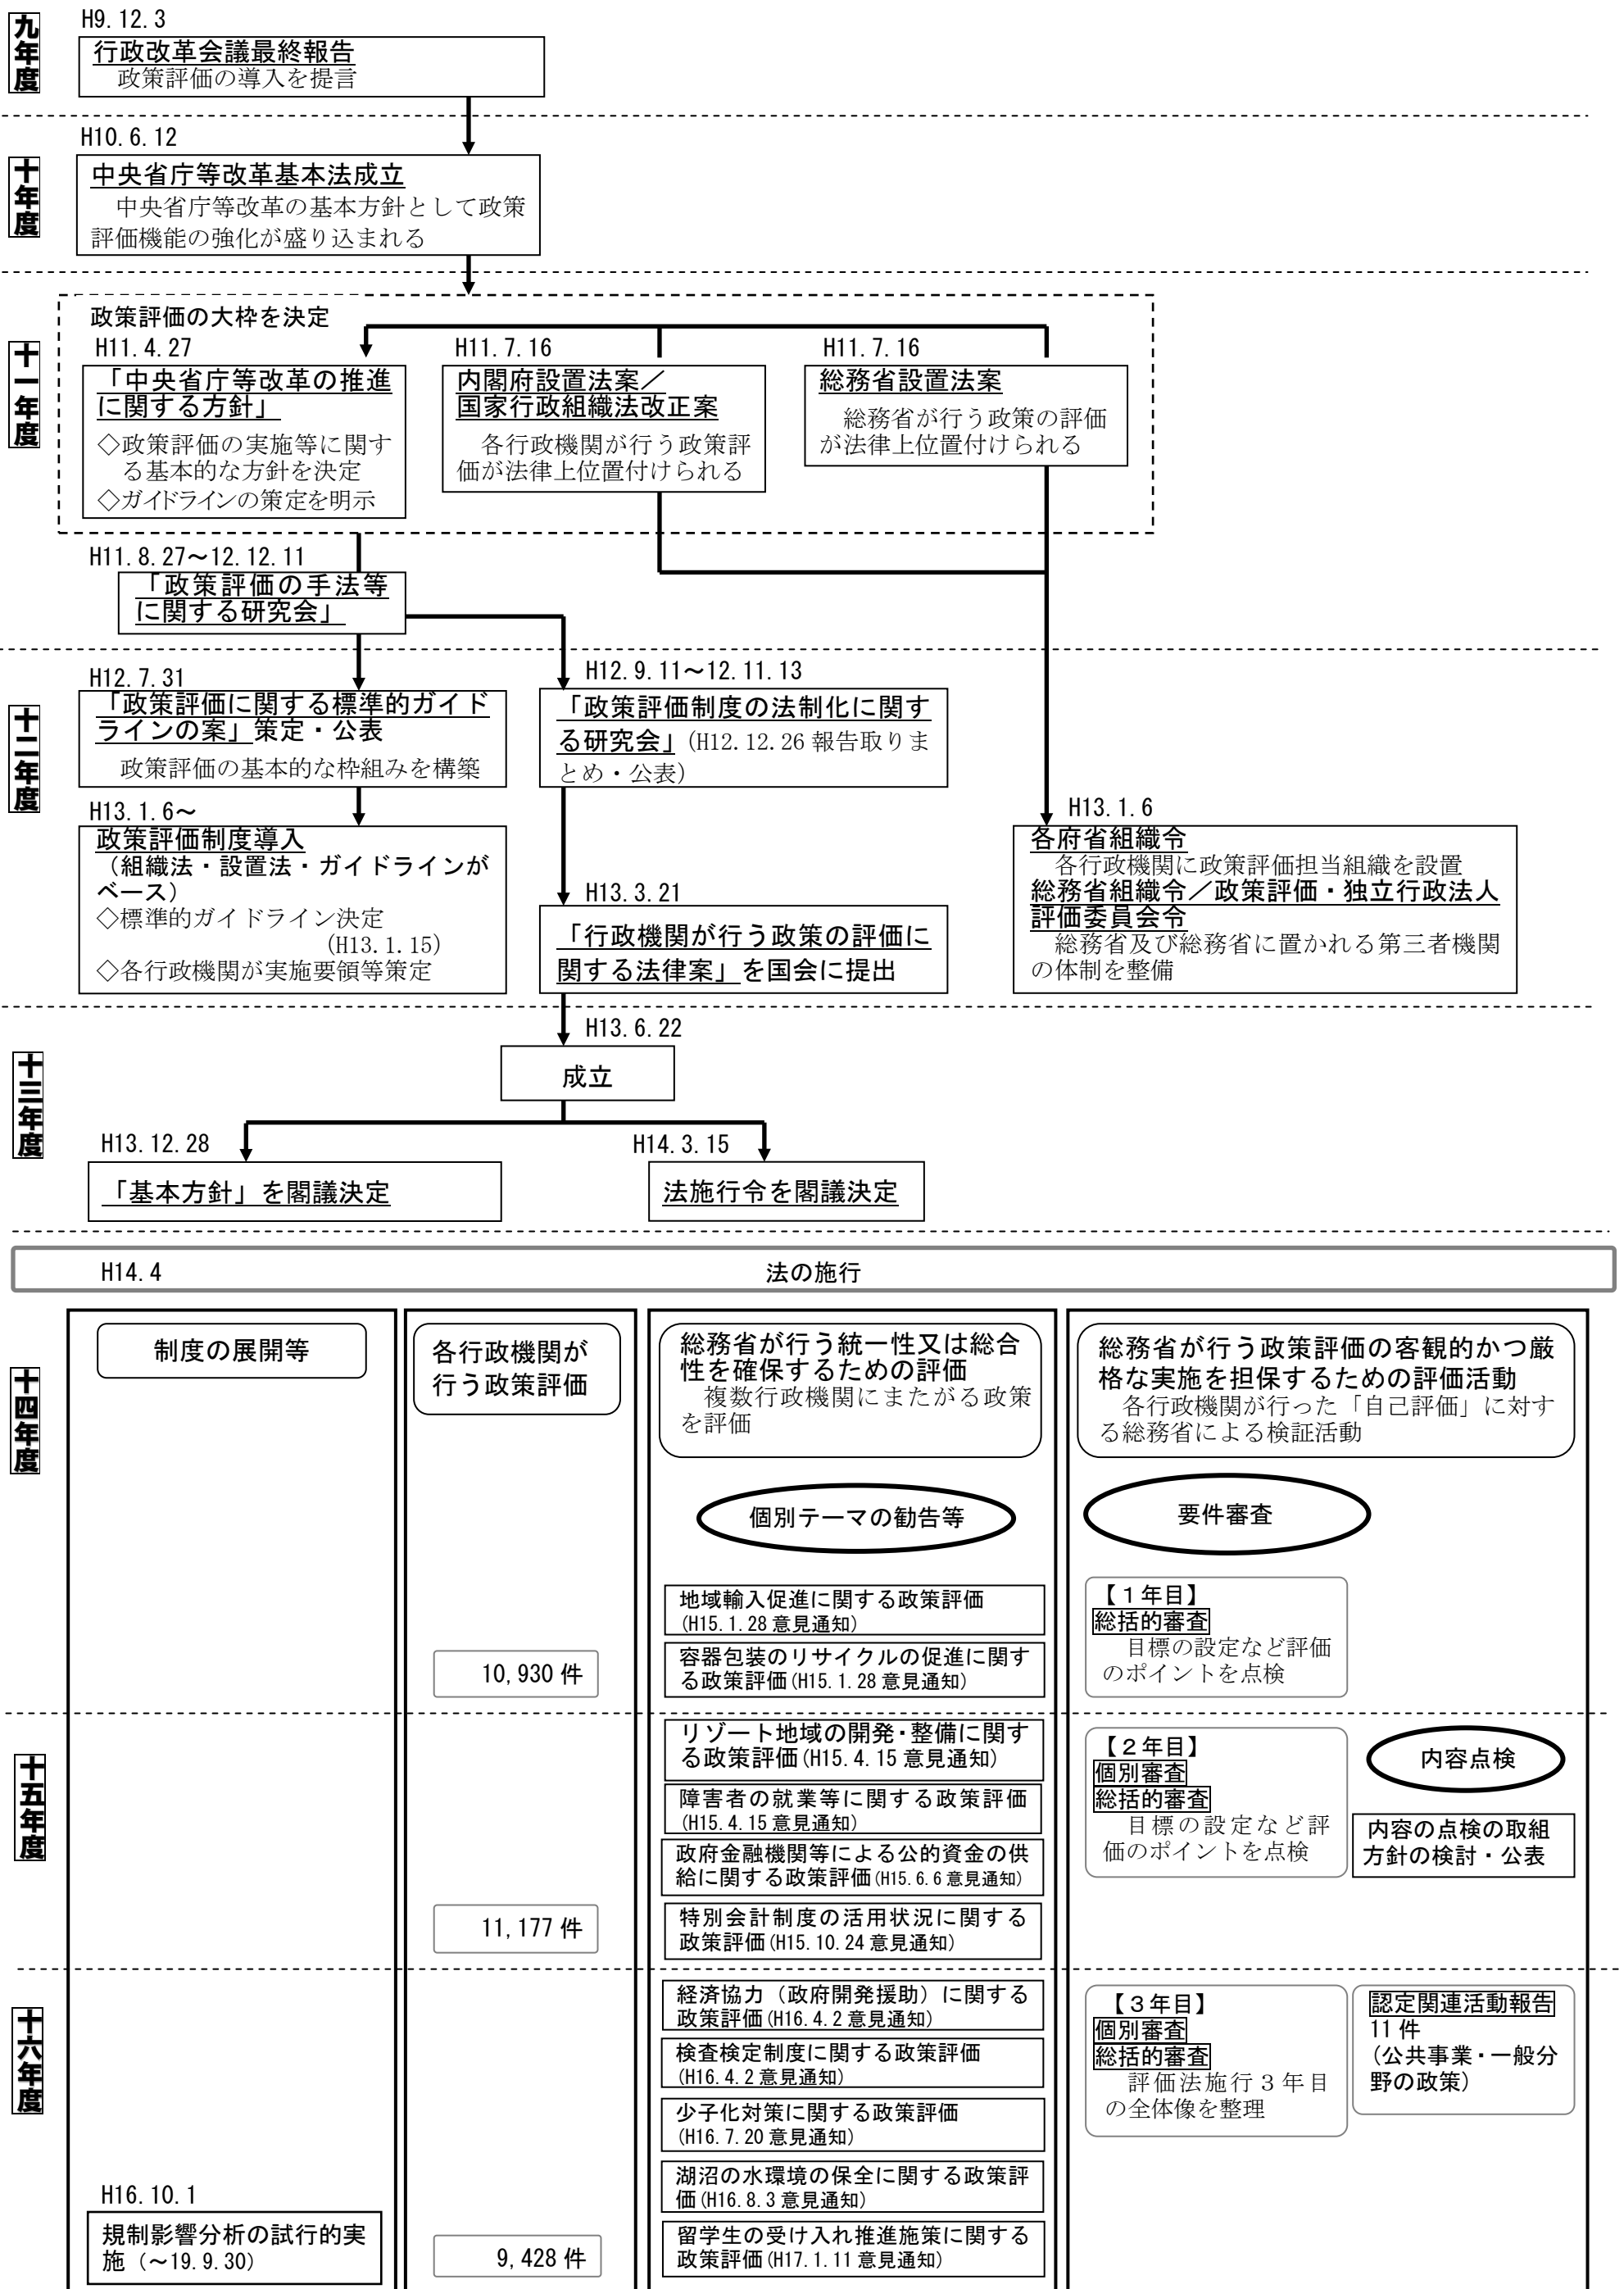 九年度
H9.12.3
行政改革会議最終報告
政策評価の導入を提言
十年度
H10.6.12
中央省庁等改革基本法成立
中央省庁等改革の基本方針として政策
評価機能の強化が盛り込まれる
十一年度
政策評価の大枠を決定
H11.4.27
「中央省庁等改革の推進
に関する方針」
◇政策評価の実施等に関す
る基本的な方針を決定
◇ガイドラインの策定を明示
H11.7.16
内閣府設置法案／
国家行政組織法改正案
各行政機関が行う政策評
価が法律上位置付けられる
H11.7.16
総務省設置法案
総務省が行う政策の評価
が法律上位置付けられる
H11.8.27～12.12.11
「政策評価の手法等
に関する研究会」
十二年度
H12.7.31
「政策評価に関する標準的ガイド
ラインの案」策定・公表
政策評価の基本的な枠組みを構築
H12.9.11～12.11.13
「政策評価制度の法制化に関す
る研究会」(H12.12.26 報告取りま
とめ・公表)
H13.1.6～
政策評価制度導入
（組織法・設置法・ガイドラインが
ベース）
◇標準的ガイドライン決定
(H13.1.15)
◇各行政機関が実施要領等策定
H13.3.21
「行政機関が行う政策の評価に
関する法律案」を国会に提出
H13.1.6
各府省組織令
各行政機関に政策評価担当組織を設置
総務省組織令／政策評価・独立行政法人
評価委員会令
総務省及び総務省に置かれる第三者機関
の体制を整備
十三年度
H13.6.22
成立
H13.12.28
「基本方針」を閣議決定
H14.3.15
法施行令を閣議決定
H14.4
法の施行
十四年度
制度の展開等
各行政機関が
行う政策評価
総務省が行う統一性又は総合
性を確保するための評価
複数行政機関にまたがる政策
を評価
総務省が行う政策評価の客観的かつ厳
格な実施を担保するための評価活動
各行政機関が行った「自己評価」に対す
る総務省による検証活動
個別テーマの勧告等
要件審査
地域輸入促進に関する政策評価
(H15.1.28 意見通知)
容器包装のリサイクルの促進に関す
る政策評価(H15.1.28 意見通知)
【１年目】
総括的審査
目標の設定など評価
のポイントを点検
10,930 件
十五年度
リゾート地域の開発・整備に関す
る政策評価(H15.4.15 意見通知)
障害者の就業等に関する政策評価
(H15.4.15 意見通知)
政府金融機関等による公的資金の供
給に関する政策評価(H15.6.6 意見通知)
特別会計制度の活用状況に関する
政策評価(H15.10.24 意見通知)
【２年目】
個別審査
総括的審査
目標の設定など評
価のポイントを点検
内容点検
内容の点検の取組
方針の検討・公表
11,177 件
十六年度
経済協力（政府開発援助）に関する
政策評価(H16.4.2 意見通知)
検査検定制度に関する政策評価
(H16.4.2 意見通知)
少子化対策に関する政策評価
(H16.7.20 意見通知)
湖沼の水環境の保全に関する政策評
価(H16.8.3 意見通知)
留学生の受け入れ推進施策に関する
政策評価(H17.1.11 意見通知)
【３年目】
個別審査
総括的審査
評価法施行３年目
の全体像を整理
認定関連活動報告
11 件
(公共事業・一般分
野の政策)
H16.10.1
規制影響分析の試行的実
施（～19.9.30）
9,428 件